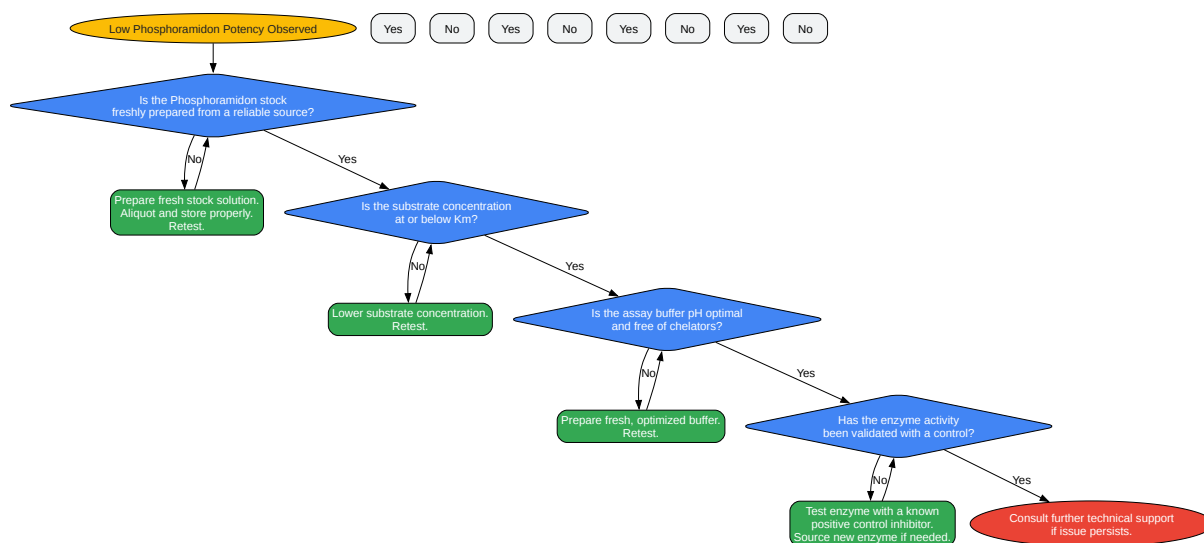 Low Phosphoramidon Potency Observed
Yes
No
Yes
No
Yes
No
Yes
No
Is the Phosphoramidon stock
freshly prepared from a reliable source?
No
Yes
Prepare fresh stock solution.
Aliquot and store properly.
Retest.
Is the substrate concentration
at or below Km?
No
Yes
Lower substrate concentration.
Retest.
Is the assay buffer pH optimal
and free of chelators?
No
Yes
Prepare fresh, optimized buffer.
Retest.
Has the enzyme activity
been validated with a control?
No
Yes
Test enzyme with a known
positive control inhibitor.
Source new enzyme if needed.
Consult further technical support
if issue persists.